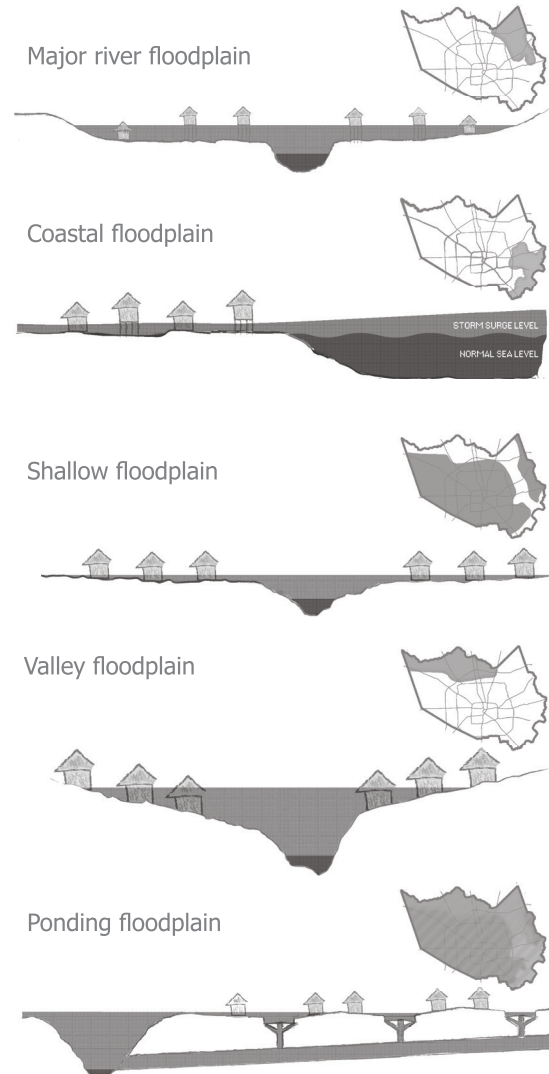 Major river floodplain
Coastal floodplain
STORM SURGE LEVEL
NORMAL SEA LEVEL
Shallow floodplain
Valley floodplain
Ponding floodplain